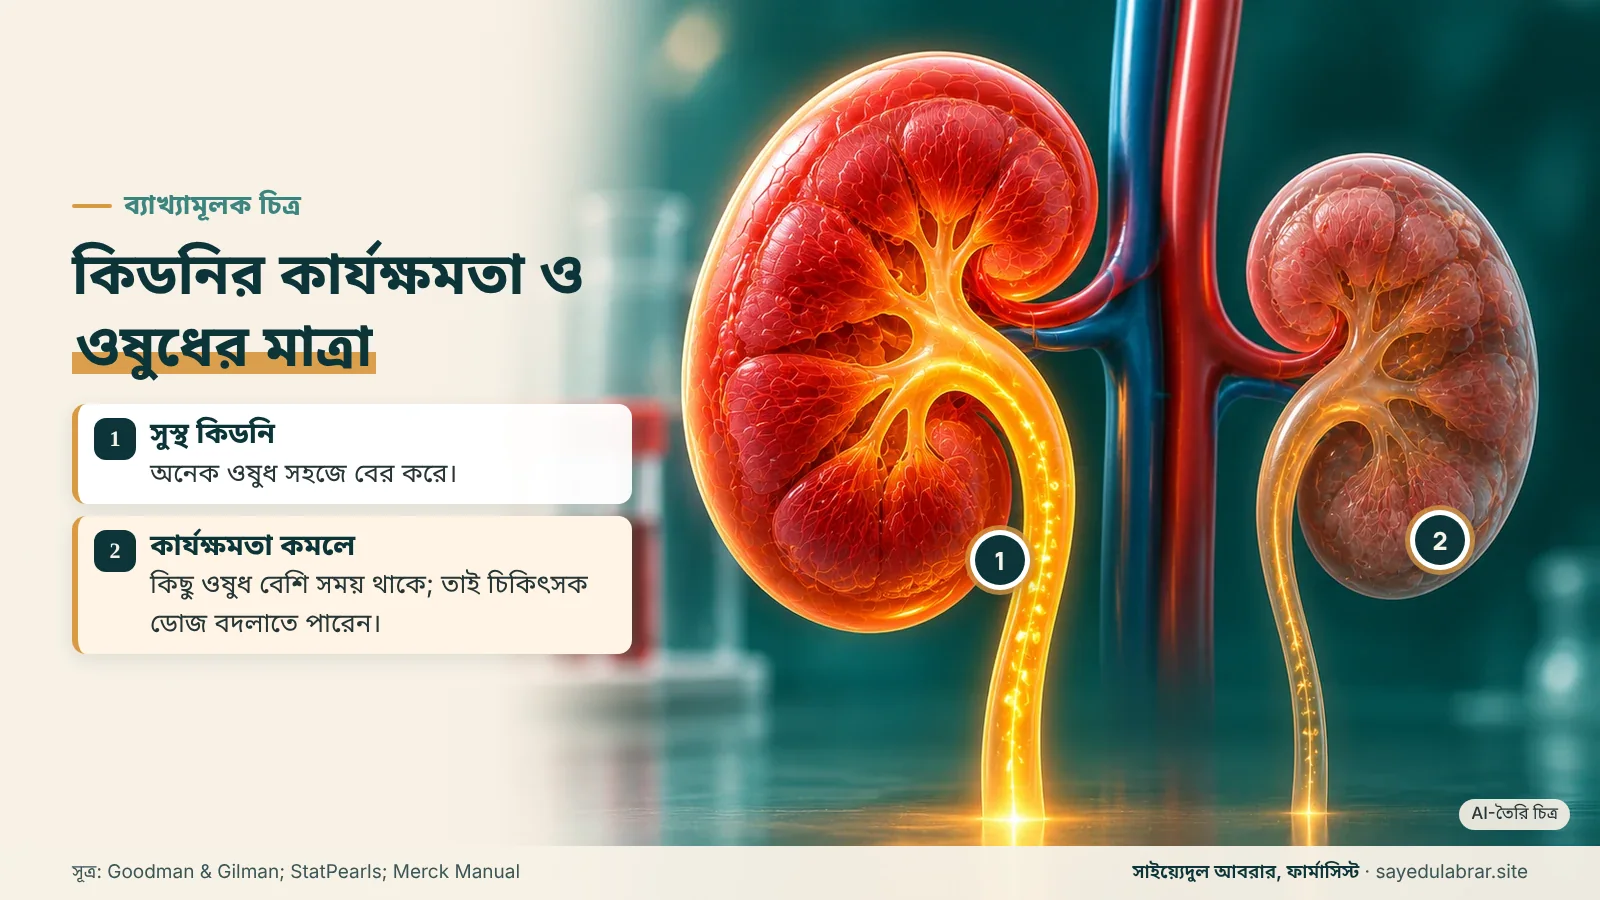 ব্যাখ্যামূলক চিত্র
কিডনির কার্যক্ষমতা ও
ওষুধের মাত্রা
1 সুস্থ কিডনি
অনেক ওষুধ সহজে বের করে।
2 কার্যক্ষমতা কমলে
কিছু ওষুধ বেশি সময় থাকে; তাই চিকিৎসক
ডোজ বদলাতে পারেন।
1
2
AI-তৈরি চিত্র
সূত্র: Goodman & Gilman; StatPearls; Merck Manual
সাইয়্যেদুল আবরার, ফার্মাসিস্ট · sayedulabrar.site